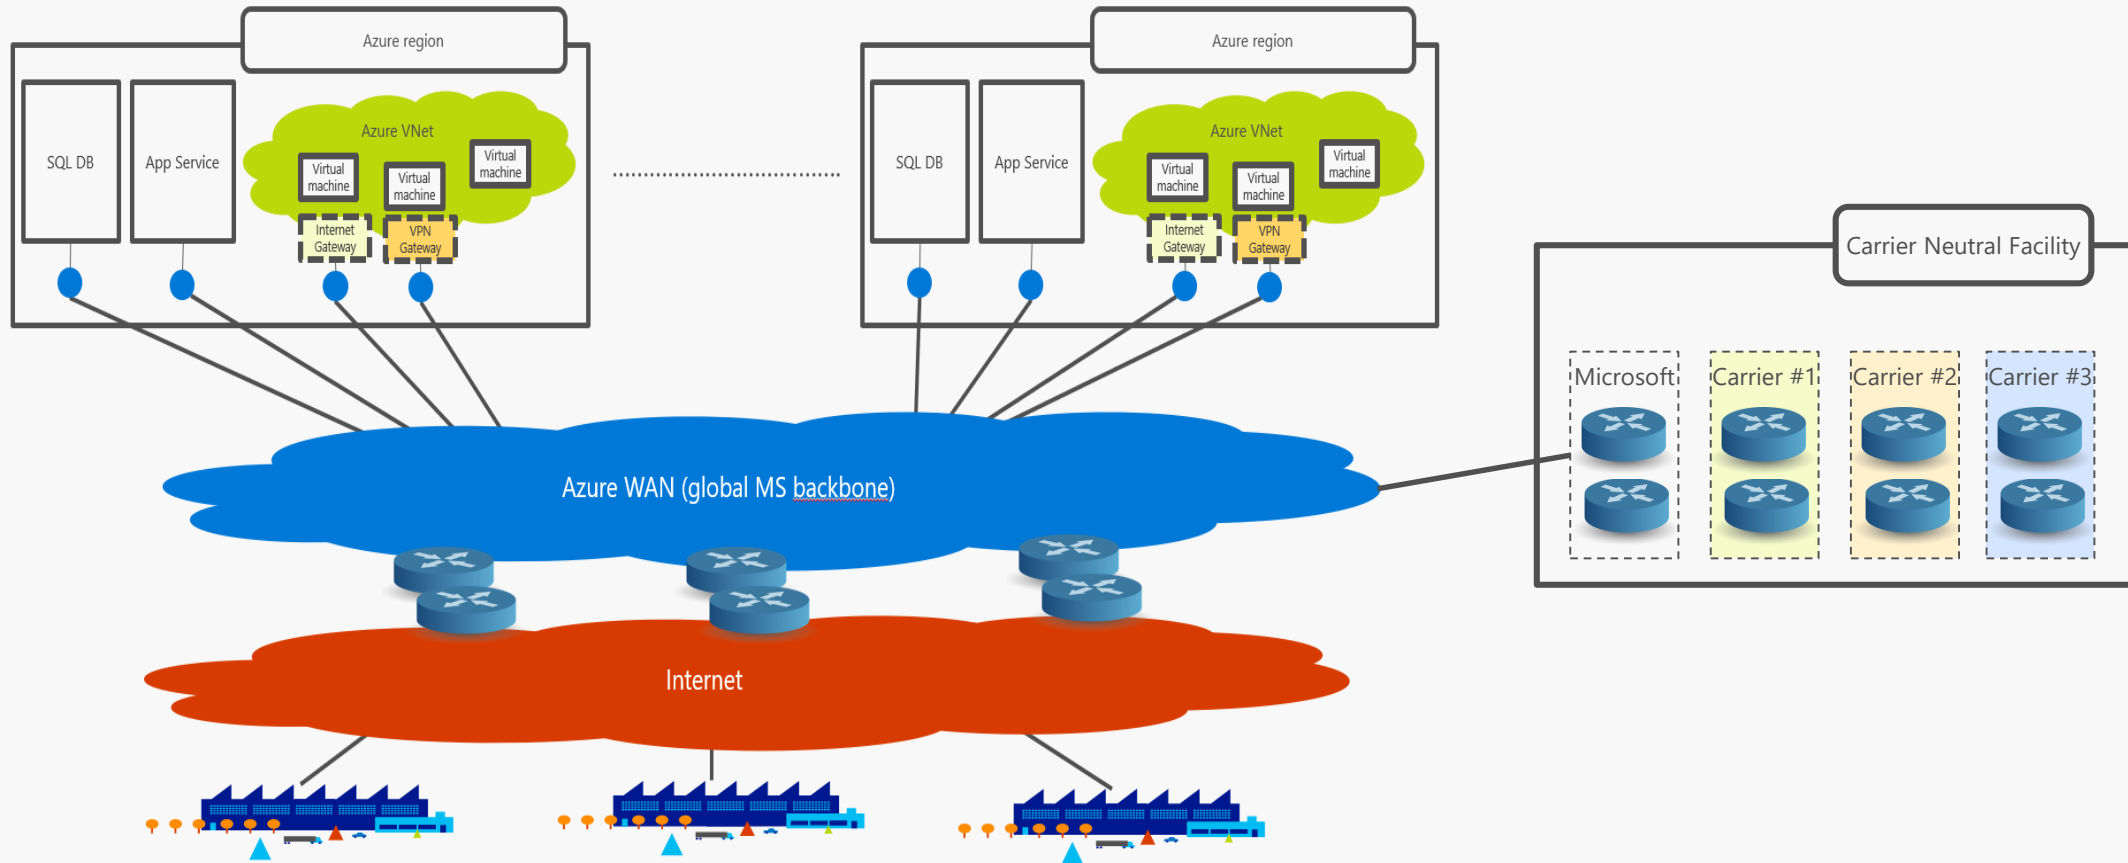 Azure region
SQL DB
App Service
Azure VNet
Virtual
machine
Virtual
machine
Virtual
machine
Internet
Gateway
VPN
Gateway
Azure region
SQL DB
App Service
Azure VNet
Virtual
machine
Virtual
machine
Virtual
machine
Internet
Gateway
VPN
Gateway
Carrier Neutral Facility
Microsoft
Carrier #1
Carrier #2
Carrier #3
Azure WAN (global MS backbone)
Internet